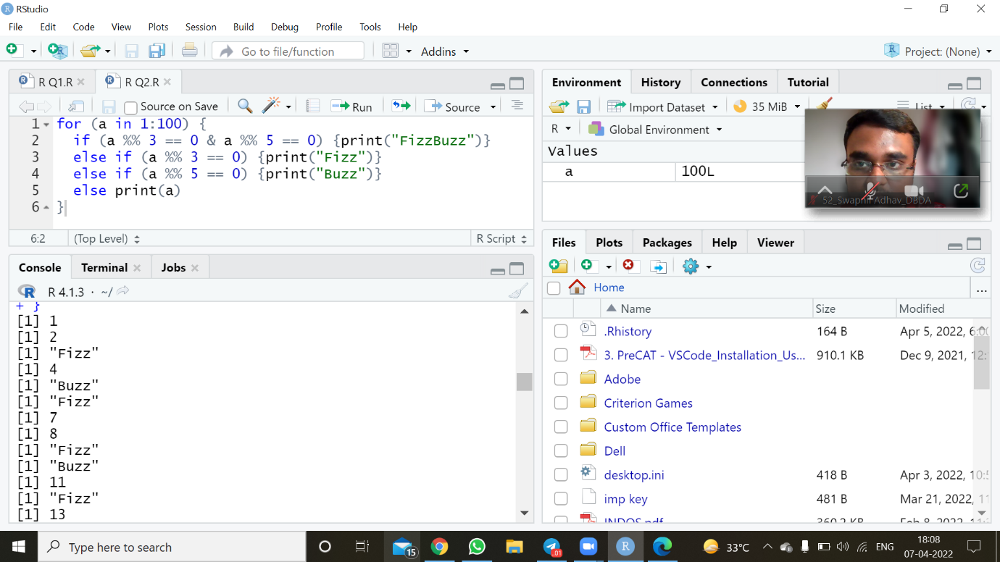 RStudio
File Edit Code View Plots Session Build Debug Profile Tools Help
Go to file/function Addins Project: (None)
R Q1.R R Q2.R
Source on Save Run Source
1 for (a in 1:100) {
2 if (a %% 3 == 0 & a %% 5 == 0) {print("FizzBuzz")}
3 else if (a %% 3 == 0) {print("Fizz")}
4 else if (a %% 5 == 0) {print("Buzz")}
5 else print(a)
6 }
6:2 (Top Level) R Script
Console Terminal Jobs
R 4.1.3 · ~/
+ }
[1] 1
[1] 2
[1] "Fizz"
[1] 4
[1] "Buzz"
[1] "Fizz"
[1] 7
[1] 8
[1] "Fizz"
[1] "Buzz"
[1] 11
[1] "Fizz"
[1] 13
Environment History Connections Tutorial
Import Dataset 35 MiB List
R Global Environment
Values
a 100L
52_Swapnil Adhav_DBDA
Files Plots Packages Help Viewer
Home ...
Name Size Modified
.Rhistory 164 B Apr 5, 2022, 6:00
3. PreCAT - VSCode_Installation_Us... 910.1 KB Dec 9, 2021, 12:
Adobe
Criterion Games
Custom Office Templates
Dell
desktop.ini 418 B Apr 3, 2022, 10:5
imp key 481 B Mar 21, 2022, 11
INDOS.pdf 360.2 KB Feb 8, 2022
Type here to search 15 .01 33°C ENG 18:08
07-04-2022